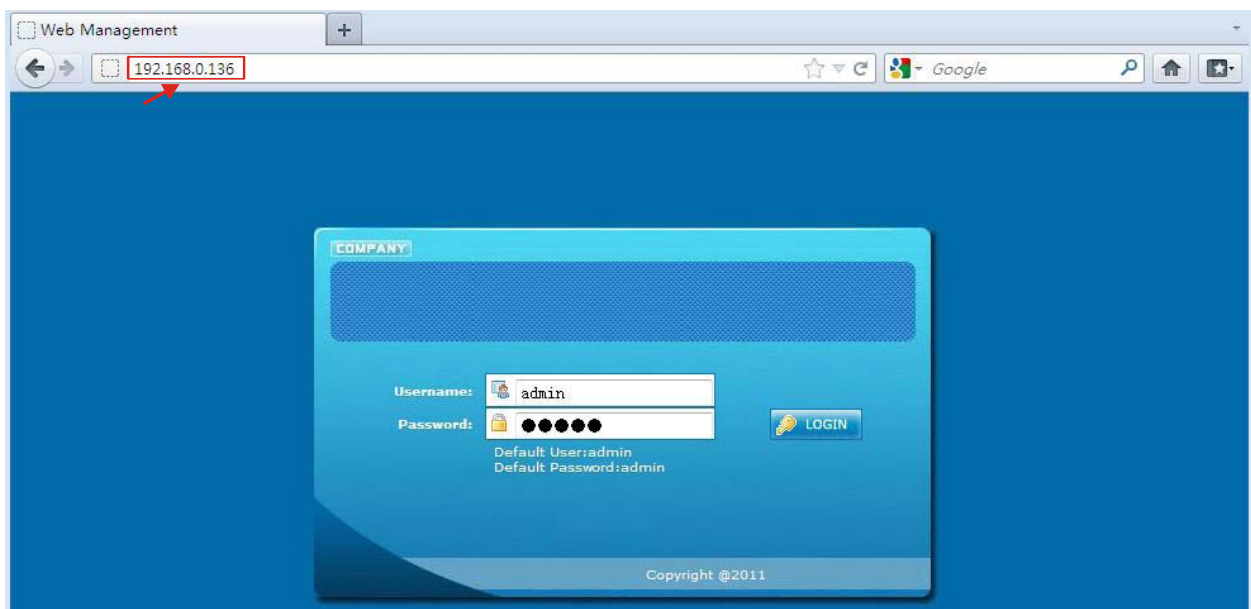 Web Management
192.168.0.136
Google
COMPANY
Username: admin
Password: ●●●●●
LOGIN
Default User:admin
Default Password:admin
Copyright @2011